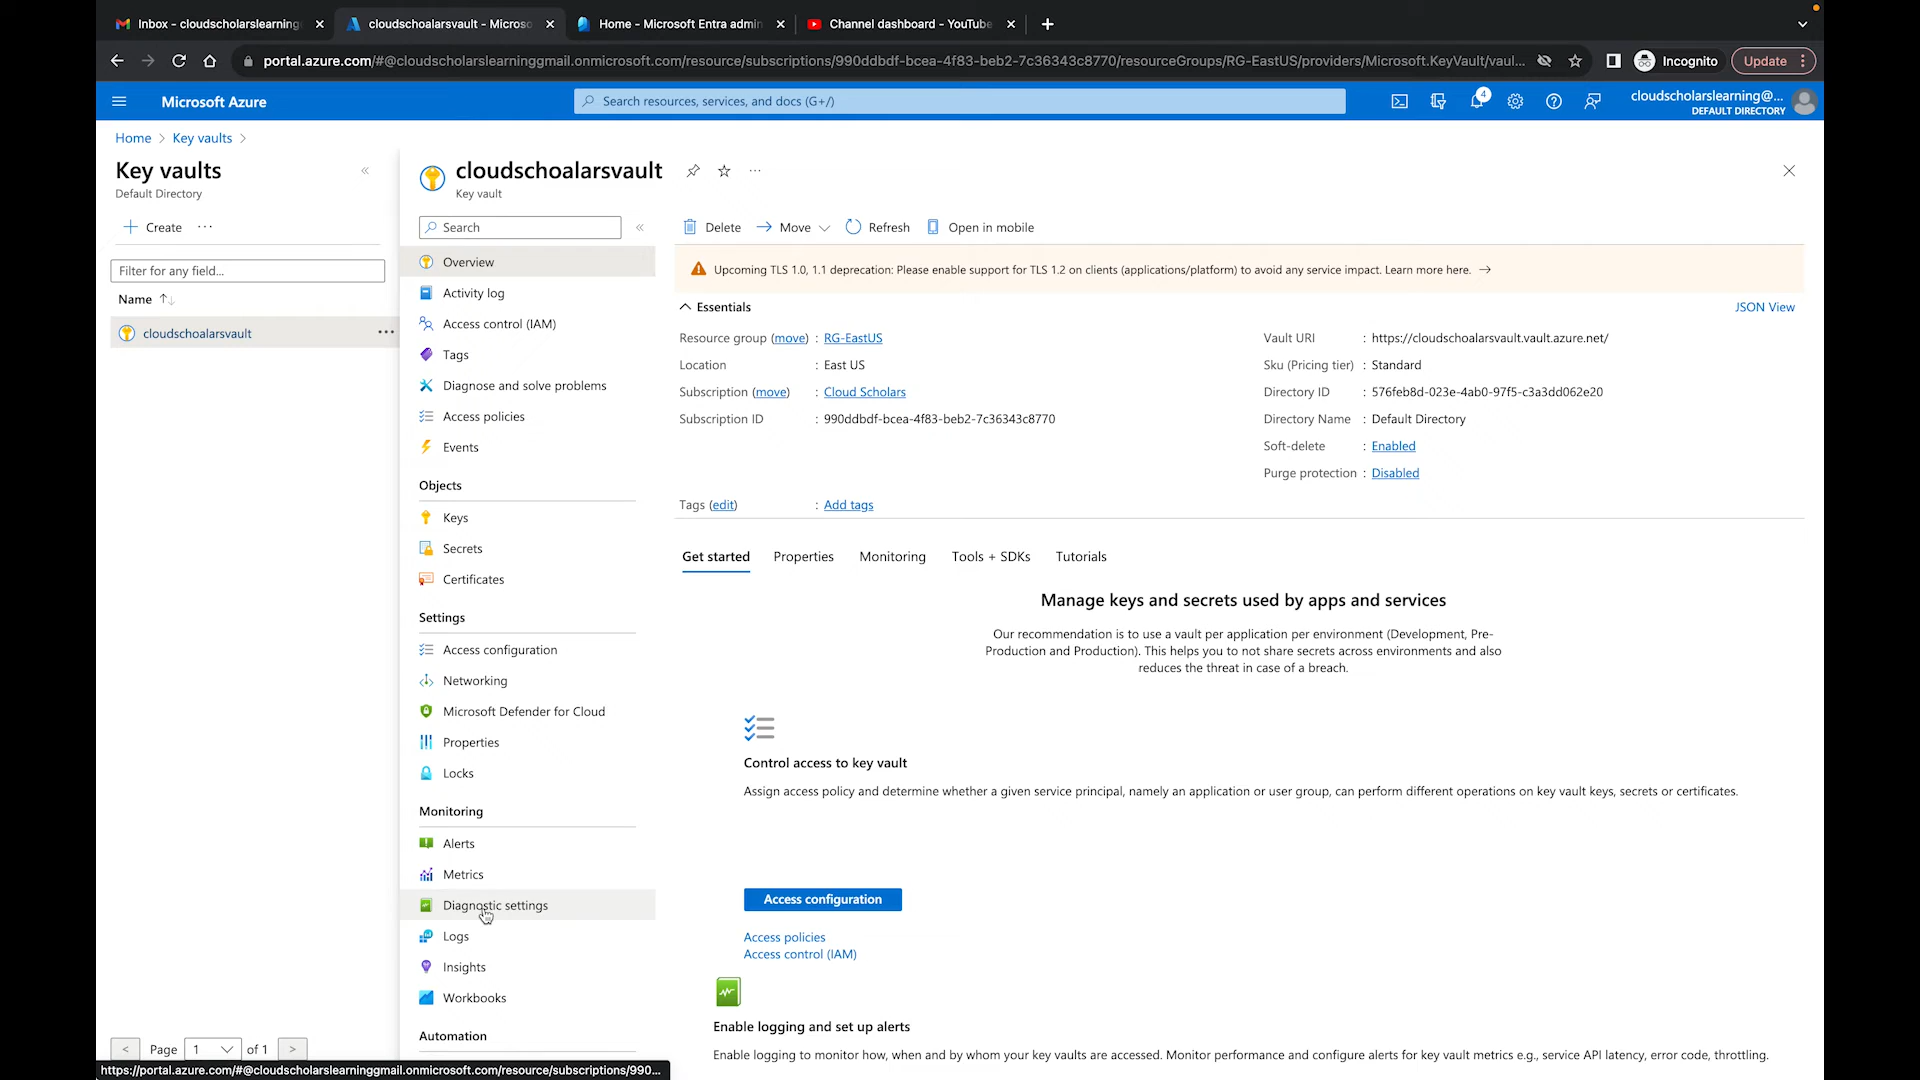 Inbox - cloudscholarslearning
cloudschoalarsvault - Microso
Home - Microsoft Entra admin
Channel dashboard - YouTube
portal.azure.com/#@cloudscholarslearninggmail.onmicrosoft.com/resource/subscriptions/990ddbdf-bcea-4f83-beb2-7c36343c8770/resourceGroups/RG-EastUS/providers/Microsoft.KeyVault/vaul...
Incognito
Update
Microsoft Azure
Search resources, services, and docs (G+/)
4
cloudscholarslearning@...
DEFAULT DIRECTORY
Home > Key vaults >
Key vaults
Default Directory
+ Create ...
Filter for any field...
Name ↑↓
cloudschoalarsvault ...
< Page 1 of 1 >
cloudschoalarsvault
Key vault
Search
Overview
Activity log
Access control (IAM)
Tags
Diagnose and solve problems
Access policies
Events
Objects
Keys
Secrets
Certificates
Settings
Access configuration
Networking
Microsoft Defender for Cloud
Properties
Locks
Monitoring
Alerts
Metrics
Diagnostic settings
Logs
Insights
Workbooks
Automation
Delete Move Refresh Open in mobile
Upcoming TLS 1.0, 1.1 deprecation: Please enable support for TLS 1.2 on clients (applications/platform) to avoid any service impact. Learn more here. →
Essentials
JSON View
Resource group (move) : RG-EastUS
Location : East US
Subscription (move) : Cloud Scholars
Subscription ID : 990ddbdf-bcea-4f83-beb2-7c36343c8770
Vault URI : https://cloudschoalarsvault.vault.azure.net/
Sku (Pricing tier) : Standard
Directory ID : 576feb8d-023e-4ab0-97f5-c3a3dd062e20
Directory Name : Default Directory
Soft-delete : Enabled
Purge protection : Disabled
Tags (edit) : Add tags
Get started Properties Monitoring Tools + SDKs Tutorials
Manage keys and secrets used by apps and services
Our recommendation is to use a vault per application per environment (Development, Pre-
Production and Production). This helps you to not share secrets across environments and also
reduces the threat in case of a breach.
Control access to key vault
Assign access policy and determine whether a given service principal, namely an application or user group, can perform different operations on key vault keys, secrets or certificates.
Access configuration
Access policies
Access control (IAM)
Enable logging and set up alerts
Enable logging to monitor how, when and by whom your key vaults are accessed. Monitor performance and configure alerts for key vault metrics e.g., service API latency, error code, throttling.
https://portal.azure.com/#@cloudscholarslearninggmail.onmicrosoft.com/resource/subscriptions/990...